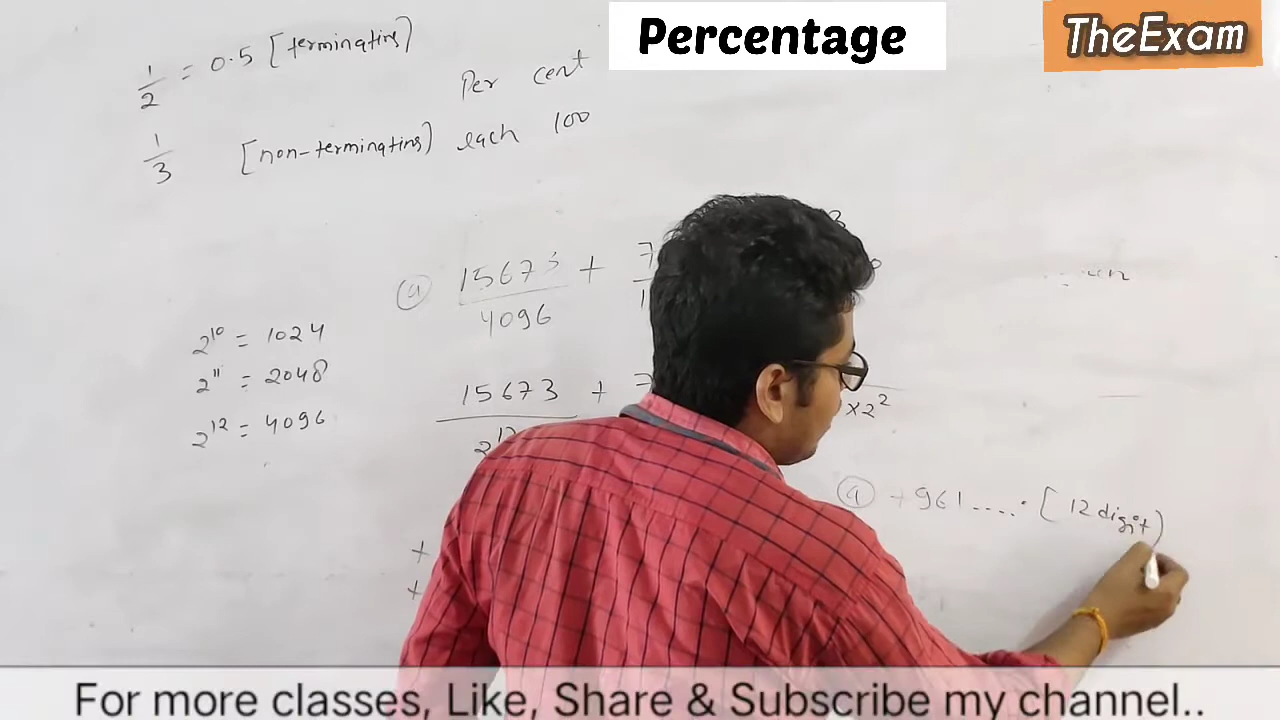 Percentage
TheExam
1/2 = 0.5 [terminating]
Per cent
1/3 [non-terminating] each 100
(a) 15673/4096 +
2^10 = 1024
2^11 = 2048
2^12 = 4096
15673 +
×2^2
(a) +961..... [12 digit]
+
+
For more classes, Like, Share & Subscribe my channel..